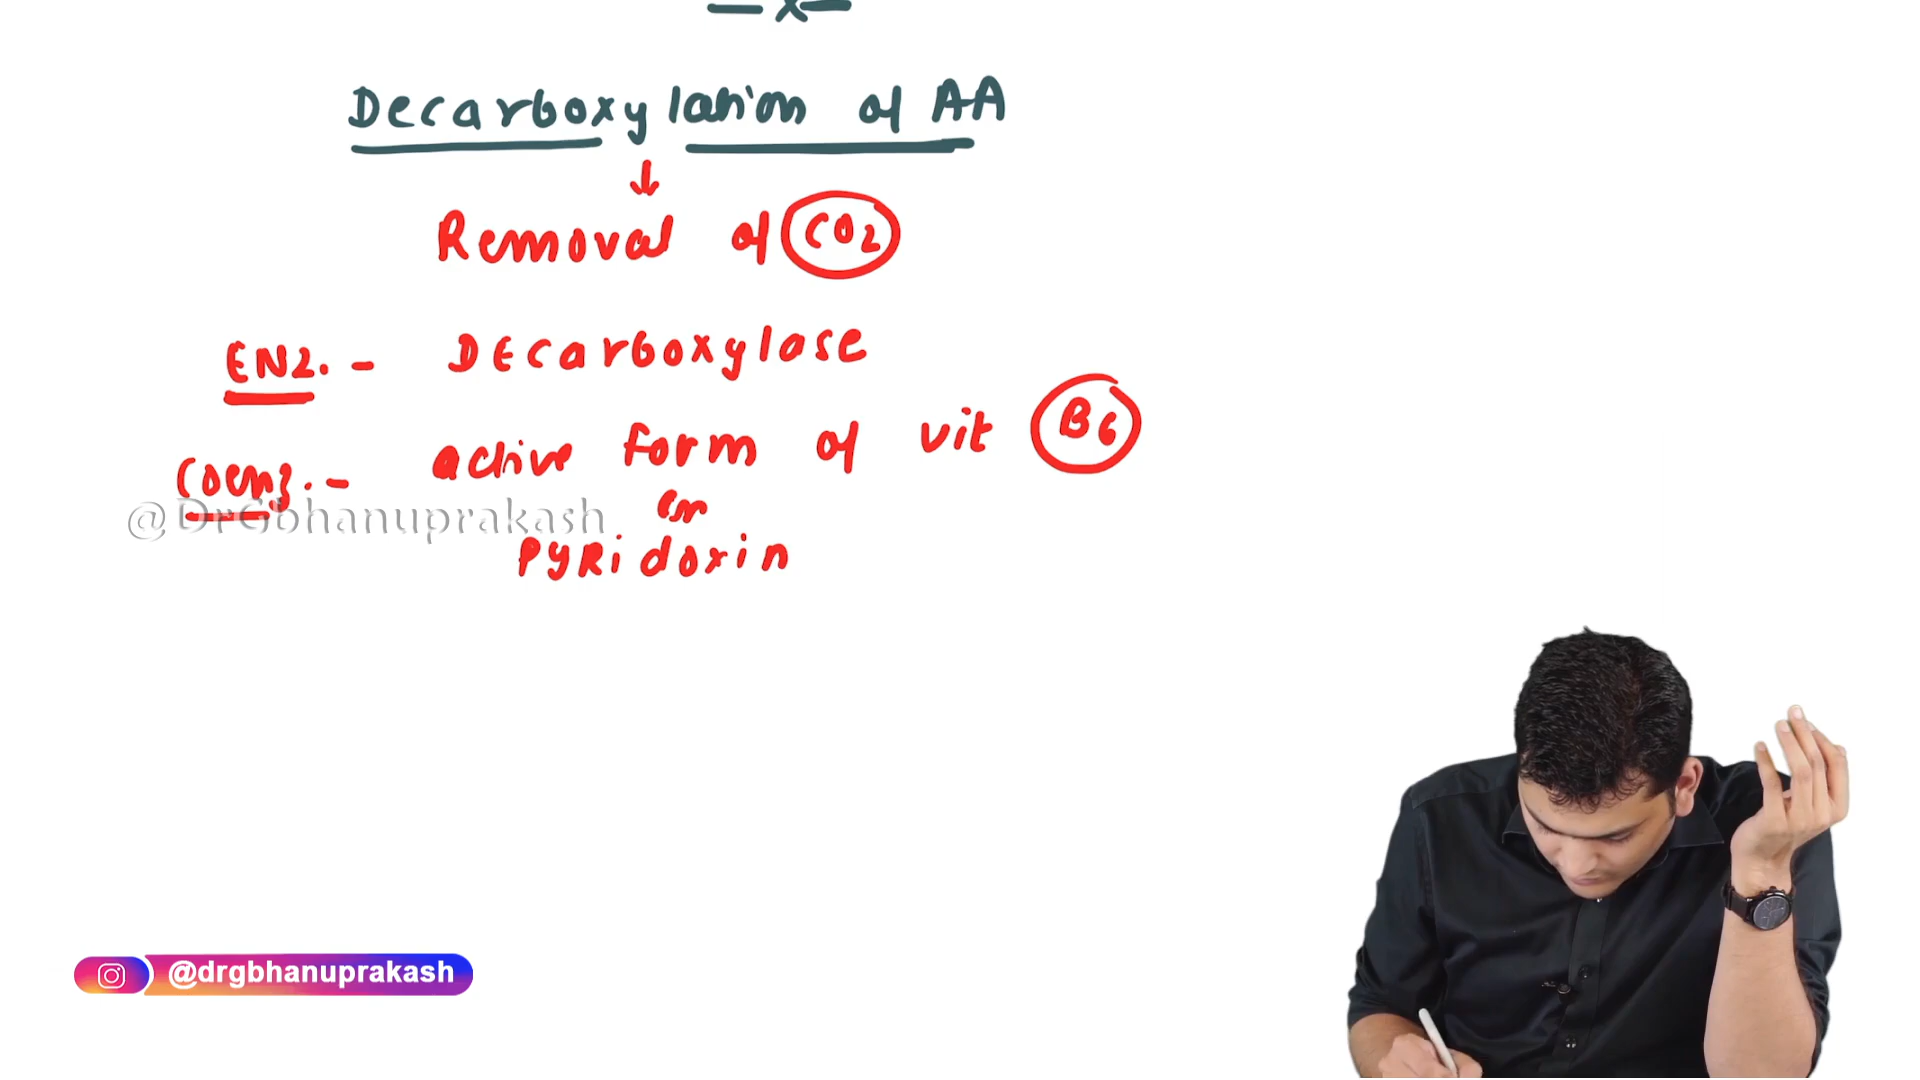 Decarboxylation of AA
Removal of CO2
ENZ. - Decarboxylase
Coenz. - active form of vit B6
@DrGbhanuprakash
or
PYRidoxin
@drgbhanuprakash